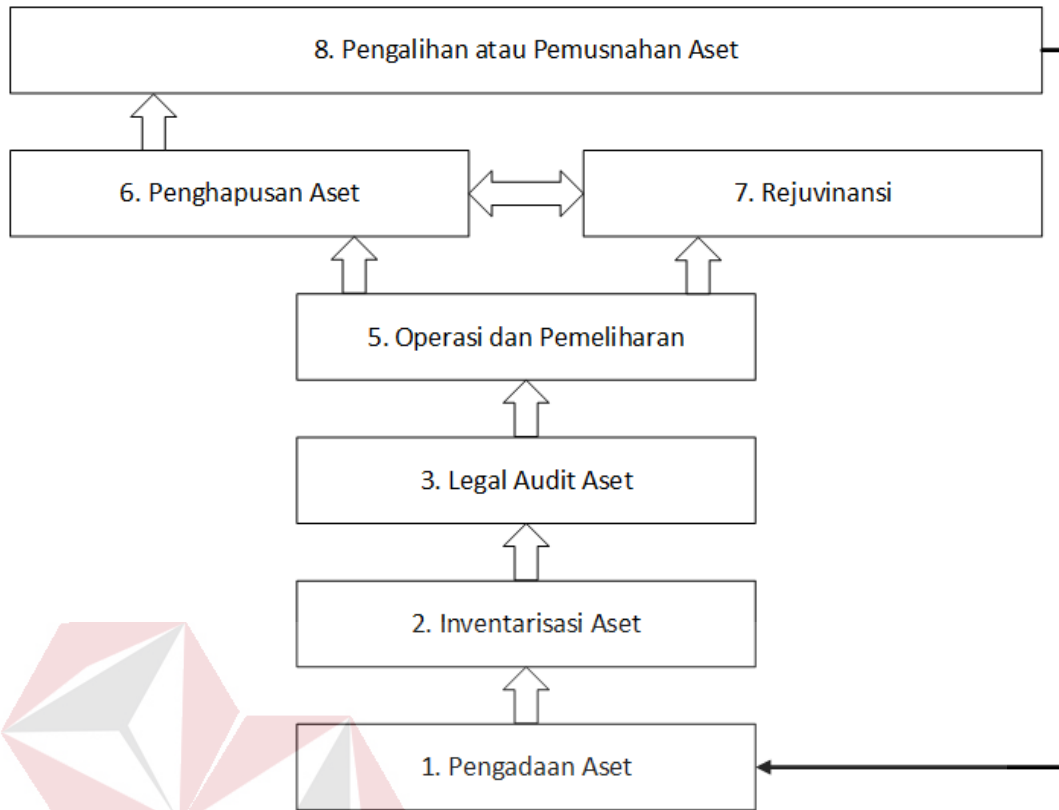 8. Pengalihan atau Pemusnahan Aset
6. Penghapusan Aset
7. Rejuvinansi
5. Operasi dan Pemeliharan
3. Legal Audit Aset
2. Inventarisasi Aset
1. Pengadaan Aset